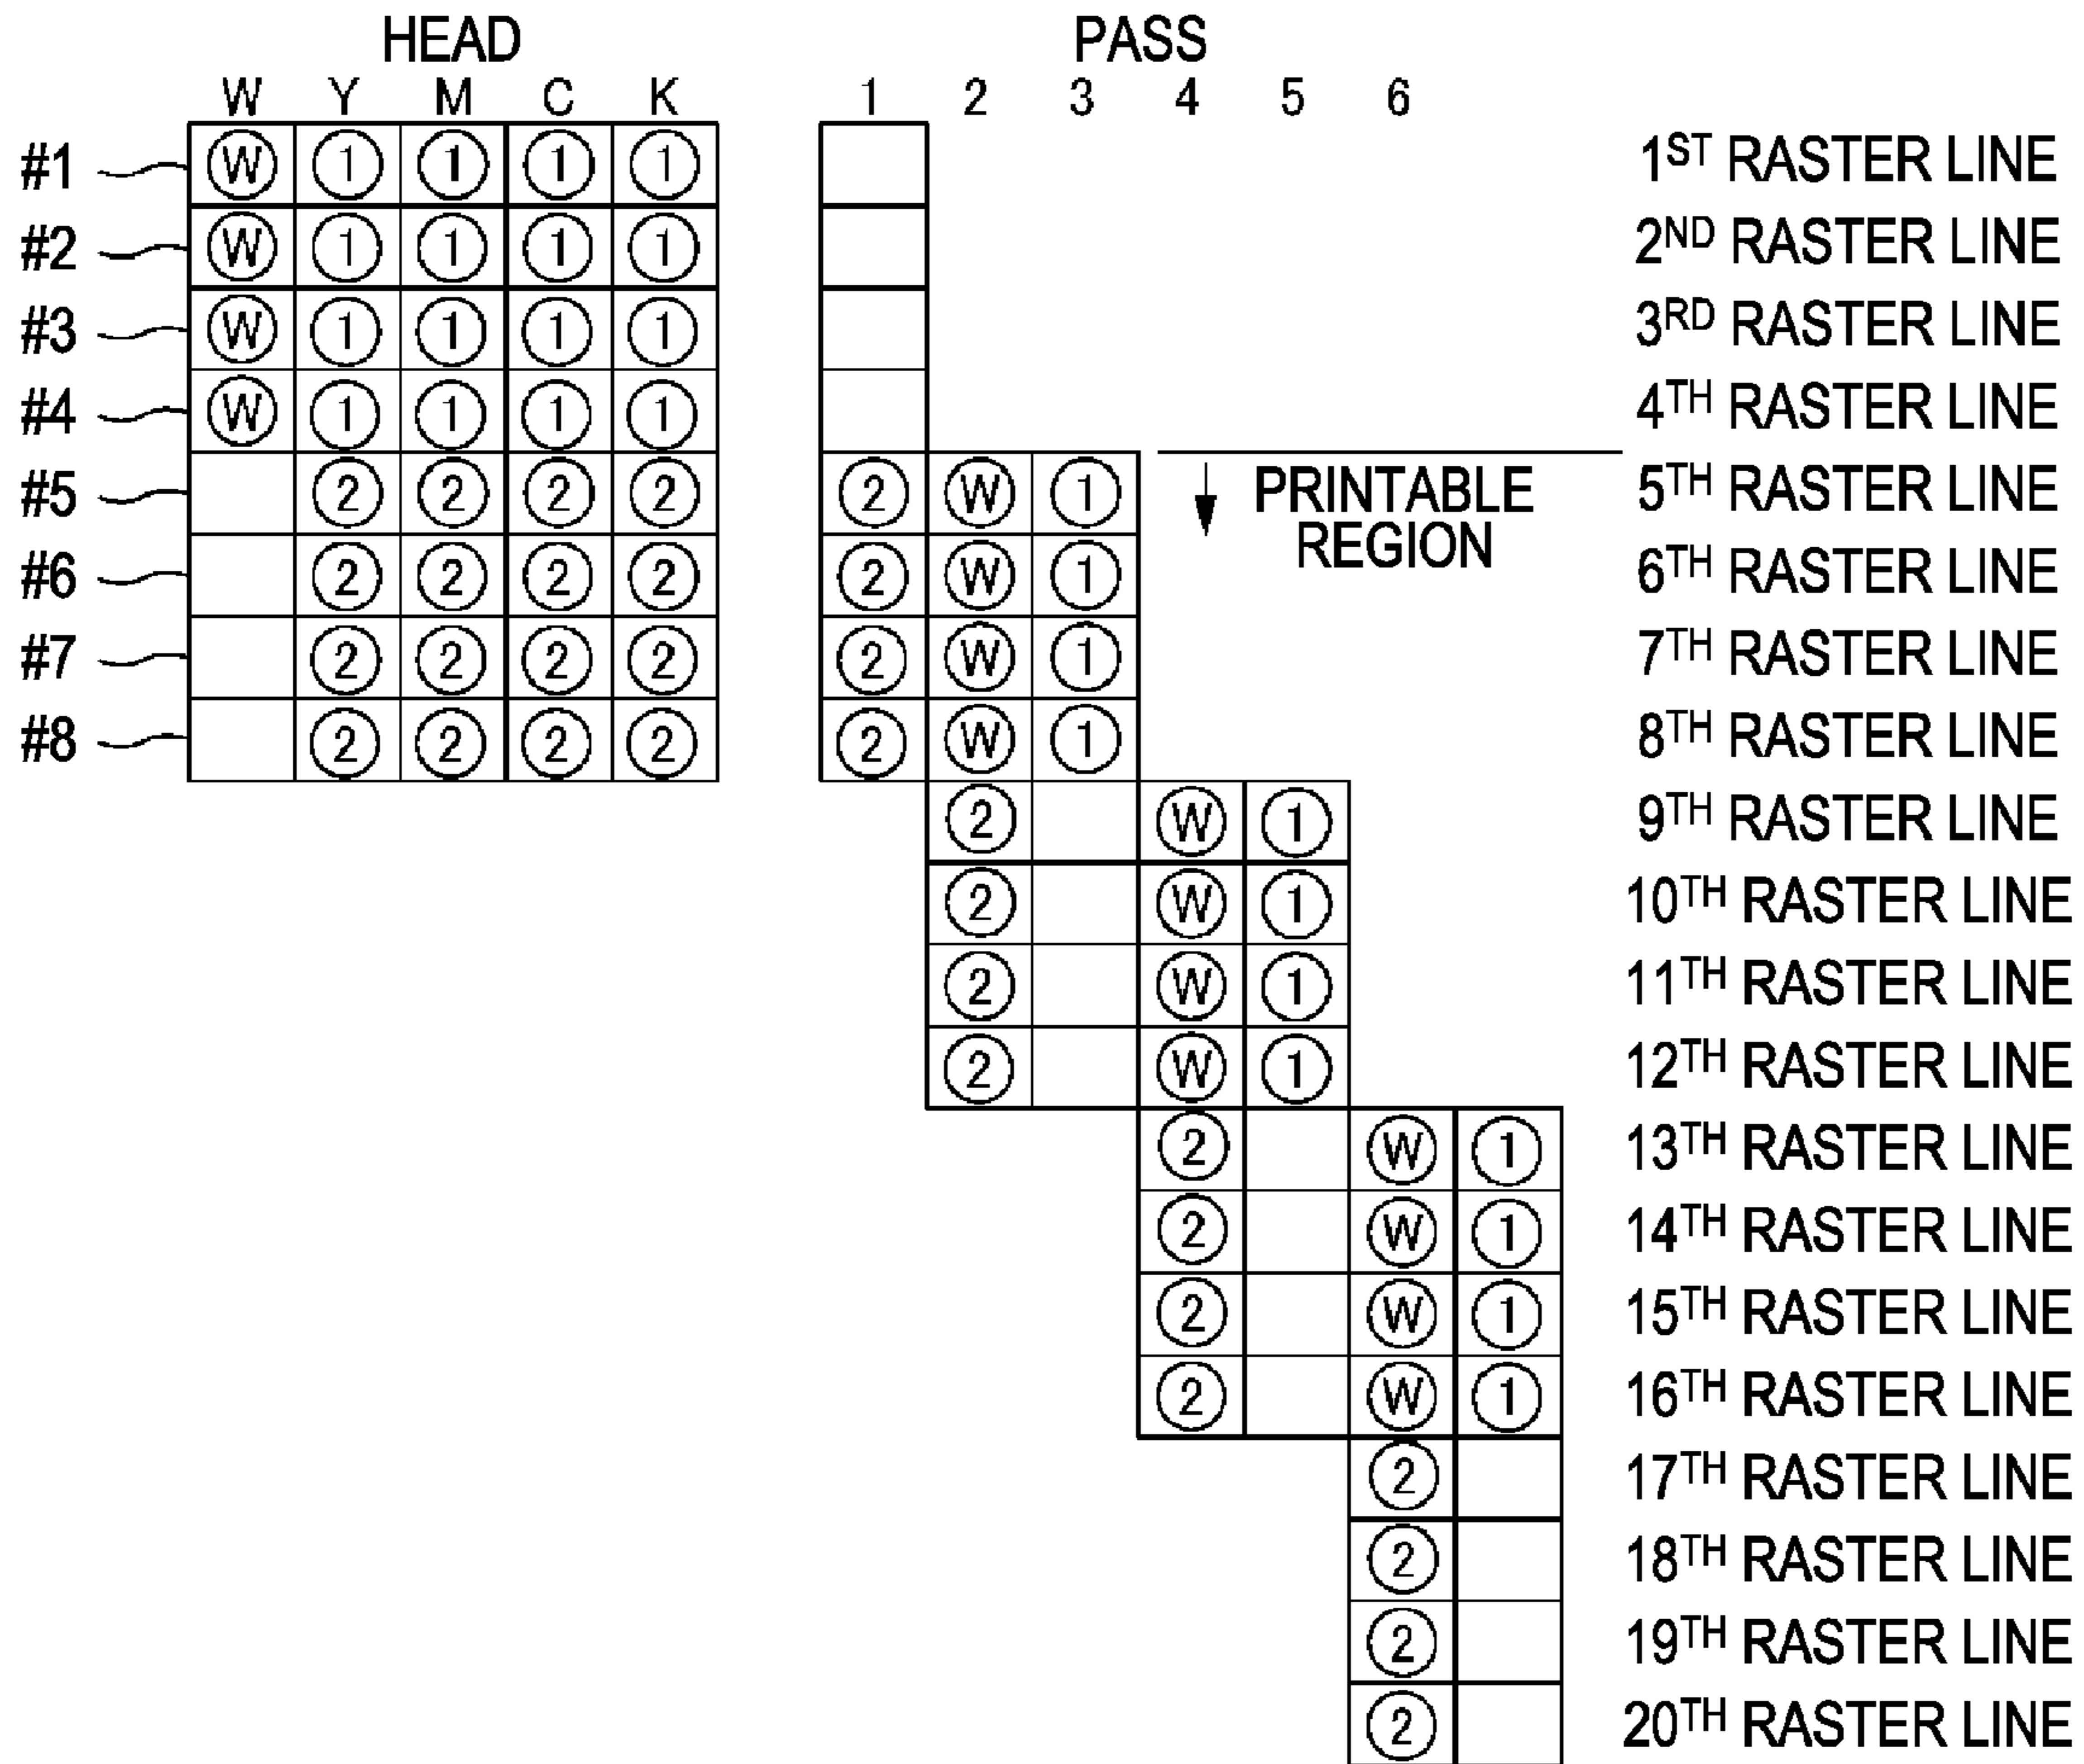 HEAD PASS
W Y M C K 1 2 3 4 5 6
#1 W 1 1 1 1 1ST RASTER LINE
#2 W 1 1 1 1 2ND RASTER LINE
#3 W 1 1 1 1 3RD RASTER LINE
#4 W 1 1 1 1 4TH RASTER LINE
#5 2 2 2 2 2 W 1 PRINTABLE 5TH RASTER LINE
#6 2 2 2 2 2 W 1 REGION 6TH RASTER LINE
#7 2 2 2 2 2 W 1 7TH RASTER LINE
#8 2 2 2 2 2 W 1 8TH RASTER LINE
2 W 1 9TH RASTER LINE
2 W 1 10TH RASTER LINE
2 W 1 11TH RASTER LINE
2 W 1 12TH RASTER LINE
2 W 1 13TH RASTER LINE
2 W 1 14TH RASTER LINE
2 W 1 15TH RASTER LINE
2 W 1 16TH RASTER LINE
2 17TH RASTER LINE
2 18TH RASTER LINE
2 19TH RASTER LINE
2 20TH RASTER LINE